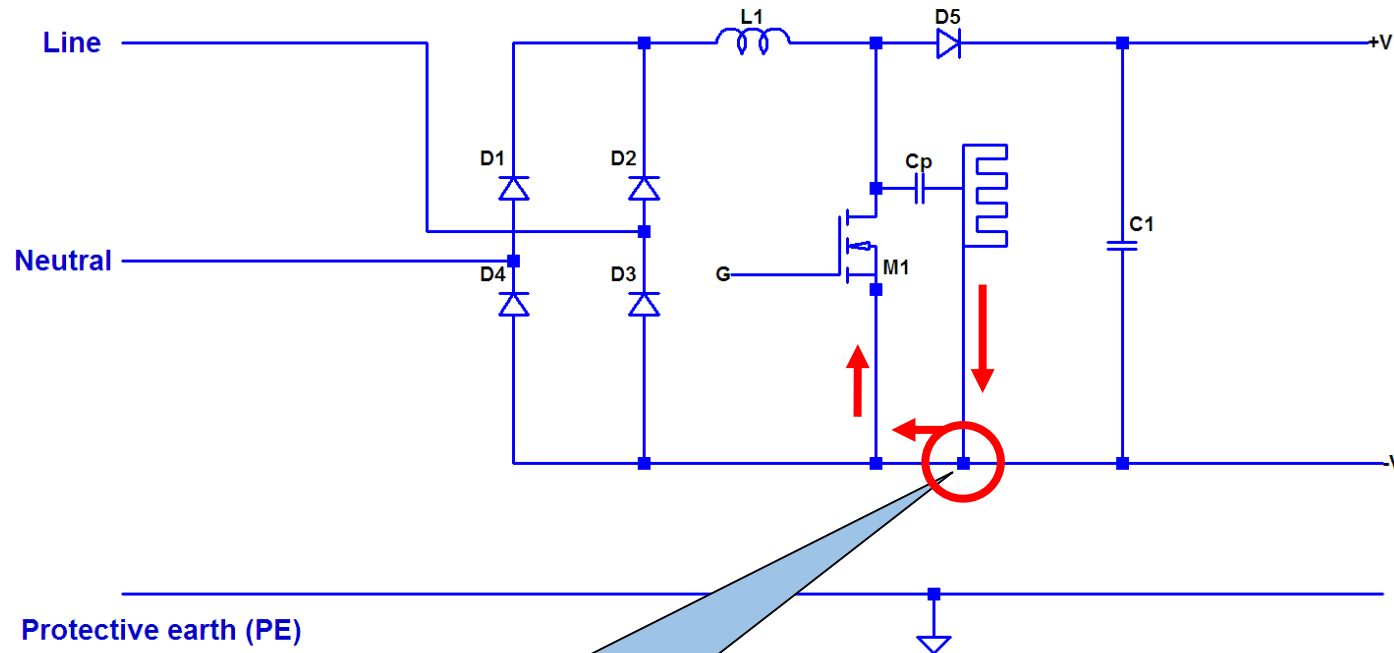 L1
D5
Line
+V
D1
D2
Cp
C1
Neutral
D4
D3
G
M1
-V
Protective earth (PE)